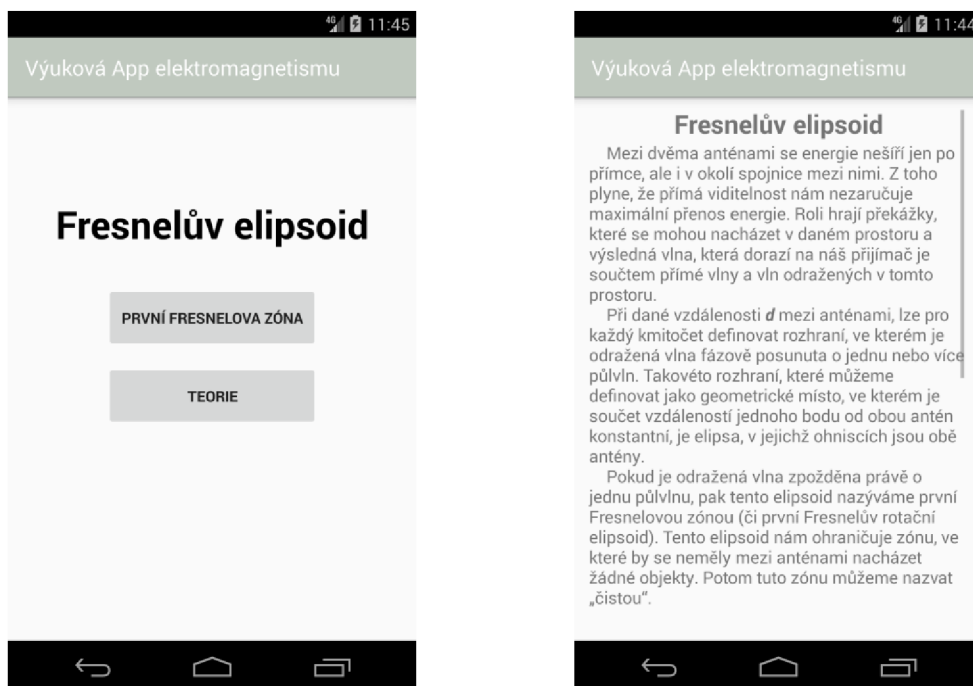 4G 11:45
Výuková App elektromagnetismu
Fresnelův elipsoid
PRVNÍ FRESNELOVA ZÓNA
TEORIE
4G 11:44
Výuková App elektromagnetismu
Fresnelův elipsoid
Mezi dvěma anténami se energie nešíří jen po
přímce, ale i v okolí spojnice mezi nimi. Z toho
plyne, že přímá viditelnost nám nezaručuje
maximální přenos energie. Roli hrají překážky,
které se mohou nacházet v daném prostoru a
výsledná vlna, která dorazí na náš přijímač je
součtem přímé vlny a vln odražených v tomto
prostoru.
Při dané vzdálenosti d mezi anténami, lze pro
každý kmitočet definovat rozhraní, ve kterém je
odražená vlna fázově posunuta o jednu nebo více
půlvln. Takovéto rozhraní, které můžeme
definovat jako geometrické místo, ve kterém je
součet vzdáleností jednoho bodu od obou antén
konstantní, je elipsa, v jejichž ohniscích jsou obě
antény.
Pokud je odražená vlna zpožděna právě o
jednu půlvlnu, pak tento elipsoid nazýváme první
Fresnelovou zónou (či první Fresnelův rotační
elipsoid). Tento elipsoid nám ohraničuje zónu, ve
které by se neměly mezi anténami nacházet
žádné objekty. Potom tuto zónu můžeme nazvat
„čistou“.